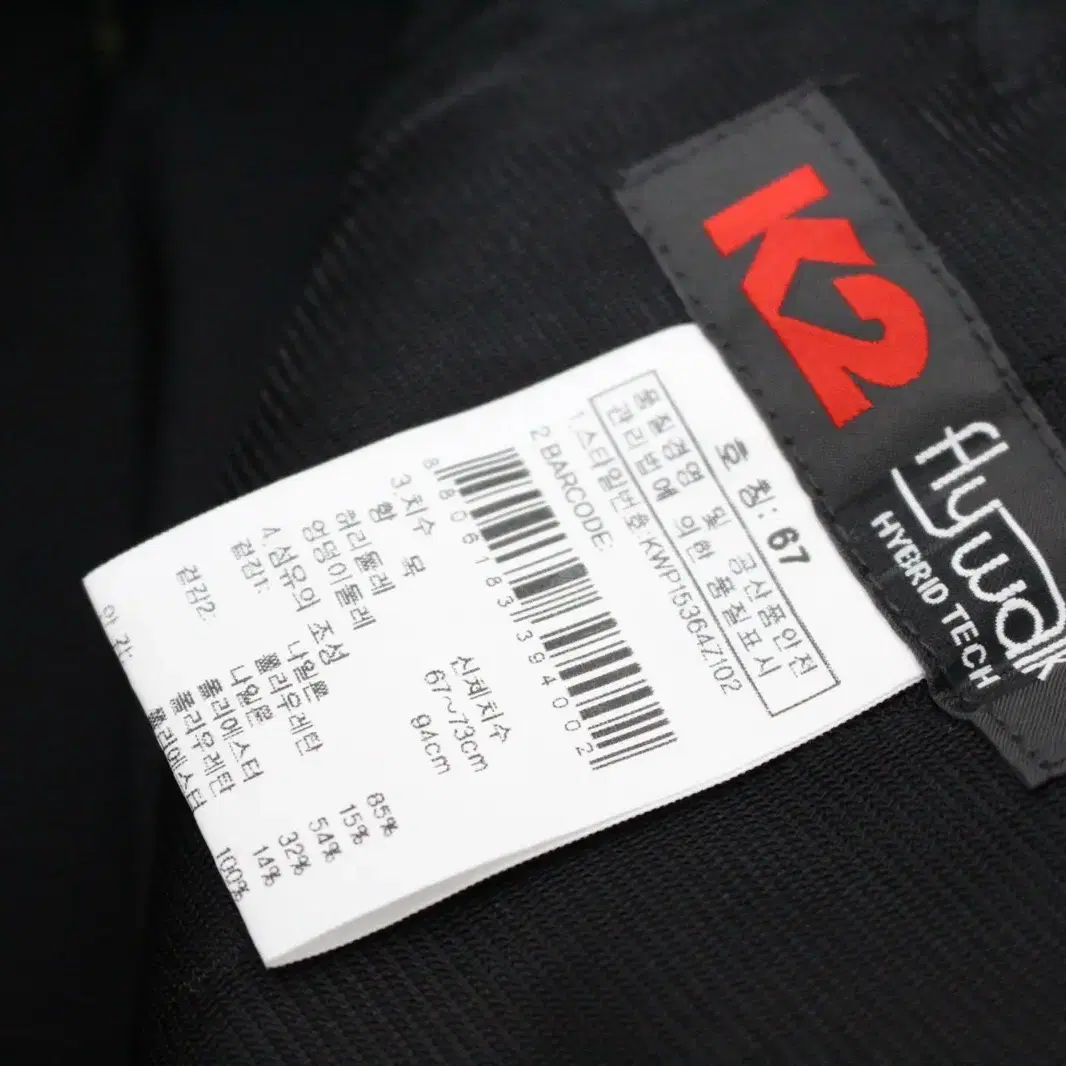 K2
flywalk
HYBRID TECH
호 칭: 67
품질경영 및 공산품안전
관리법에 의한 품질표시
1.스타일번호:KWP15364Z102
2 BARCODE:
8 806183 394002
3.치수
항 목 신체치수
허리둘레 67~73cm
엉덩이둘레 94cm
4.섬유의 조성
겉감1: 나일론 85%
폴리우레탄 15%
겉감2: 나일론 54%
폴리에스터 32%
폴리우레탄 14%
안감: 폴리에스터 100%